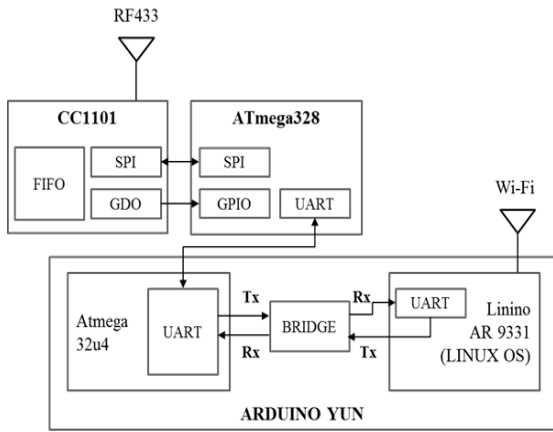 RF433
CC1101
ATmega328
FIFO
SPI
SPI
GDO
GPIO
UART
Wi-Fi
Atmega
32u4
UART
Tx
Rx
BRIDGE
Rx
Tx
UART
Linino
AR 9331
(LINUX OS)
ARDUINO YUN